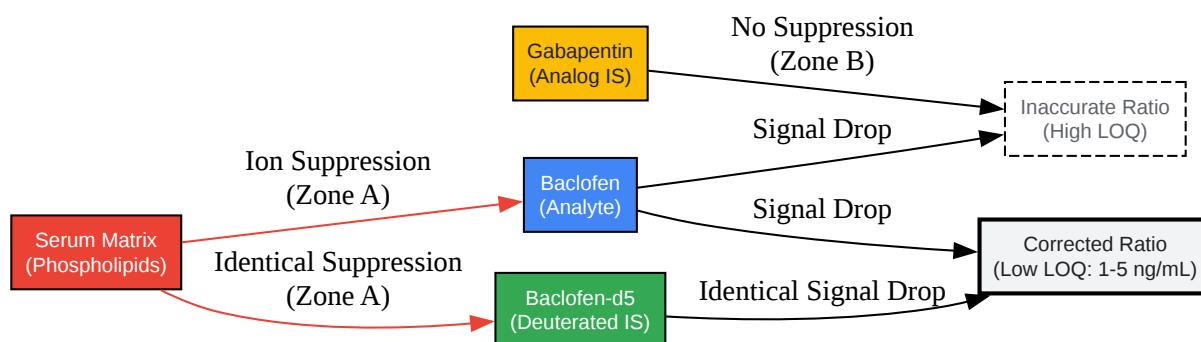 No Suppression
(Zone B)
Gabapentin
(Analog IS)
Inaccurate Ratio
(High LOQ)
Signal Drop
Ion Suppression
(Zone A)
Baclofen
(Analyte)
Signal Drop
Serum Matrix
(Phospholipids)
Identical Suppression
(Zone A)
Corrected Ratio
(Low LOQ: 1-5 ng/mL)
Baclofen-d5
(Deuterated IS)
Identical Signal Drop